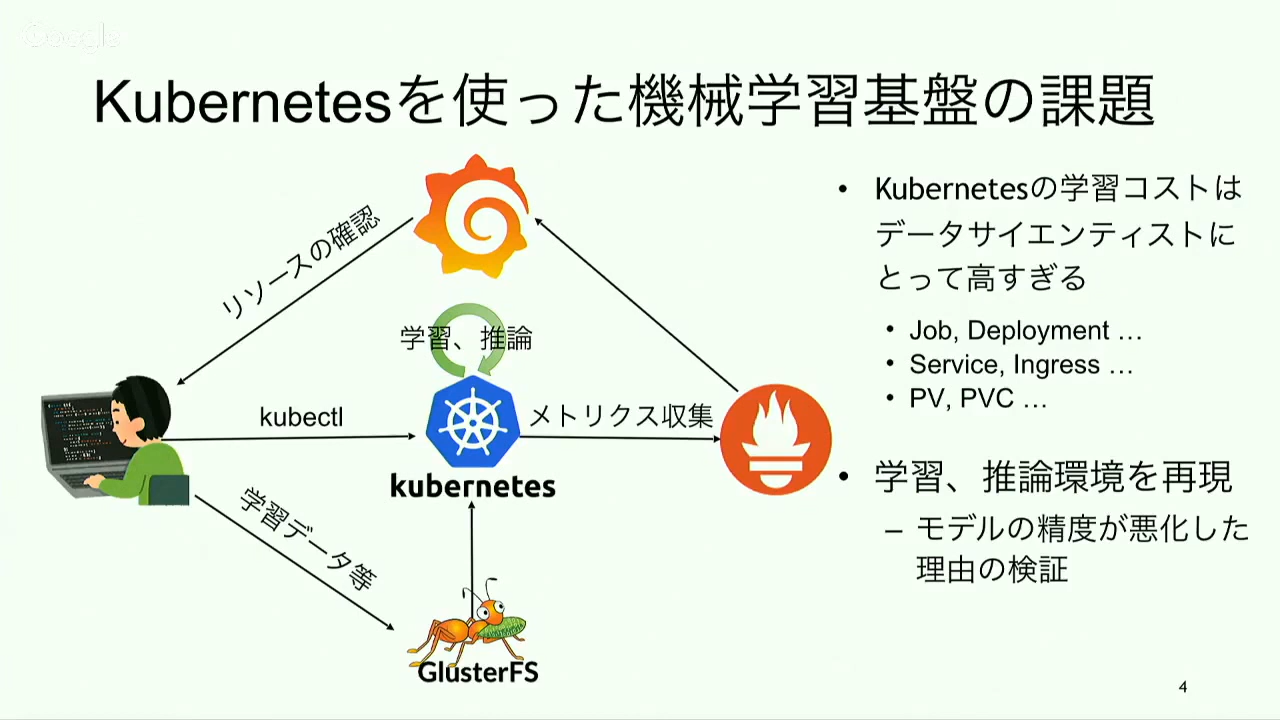 Google
Kubernetesを使った機械学習基盤の課題
リソースの確認
学習、推論
kubectl
メトリクス収集
kubernetes
学習データ等
GlusterFS
• Kubernetesの学習コストは
データサイエンティストに
とって高すぎる
• Job, Deployment …
• Service, Ingress …
• PV, PVC …
• 学習、推論環境を再現
– モデルの精度が悪化した
理由の検証
4